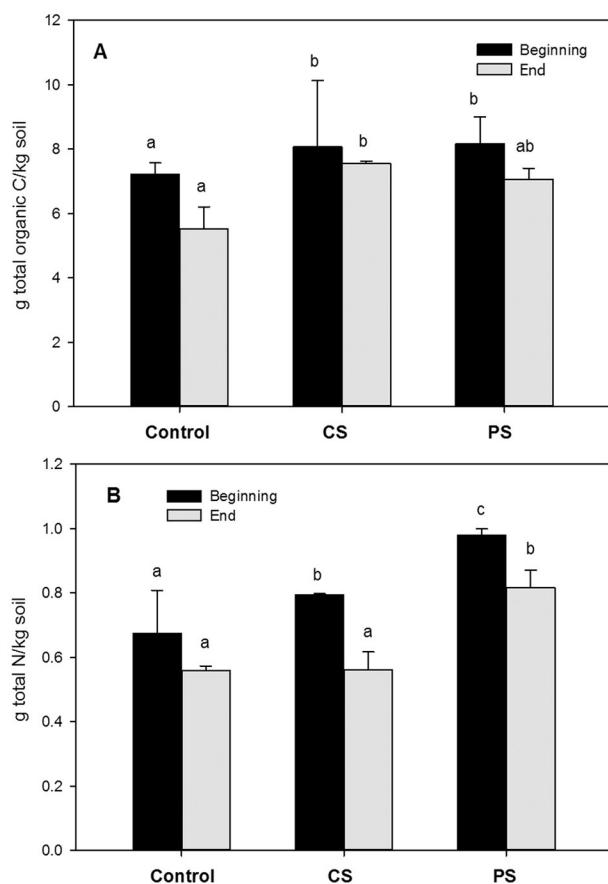 A
Beginning
End
g total organic C/kg soil
12
10
8
6
4
2
0
a
a
b
b
b
ab
Control CS PS
B
Beginning
End
g total N/kg soil
1.2
1.0
0.8
0.6
0.4
0.2
0.0
a
a
b
a
c
b
Control CS PS